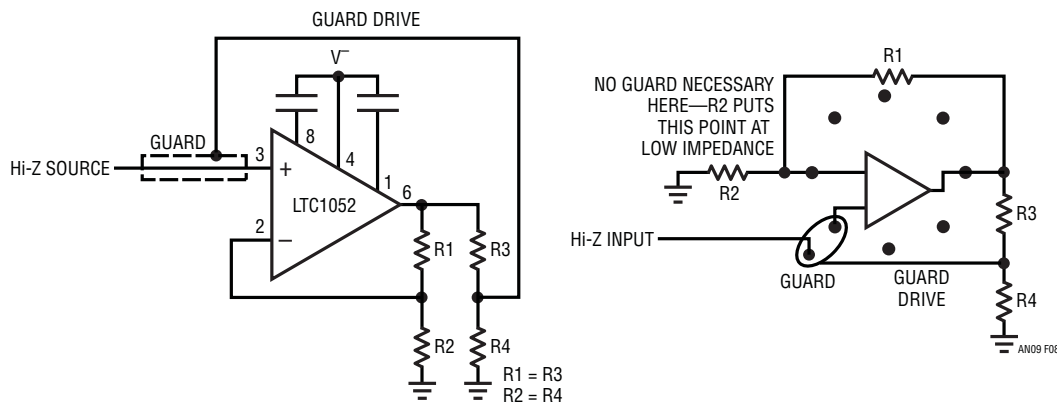 GUARD DRIVE
V–
GUARD
8
Hi-Z SOURCE
3
+
4
1
LTC1052
6
2
–
R1
R3
R2
R4
R1 = R3
R2 = R4
R1
NO GUARD NECESSARY
HERE—R2 PUTS
THIS POINT AT
LOW IMPEDANCE
R2
R3
Hi-Z INPUT
GUARD
GUARD
DRIVE
R4
AN09 F08